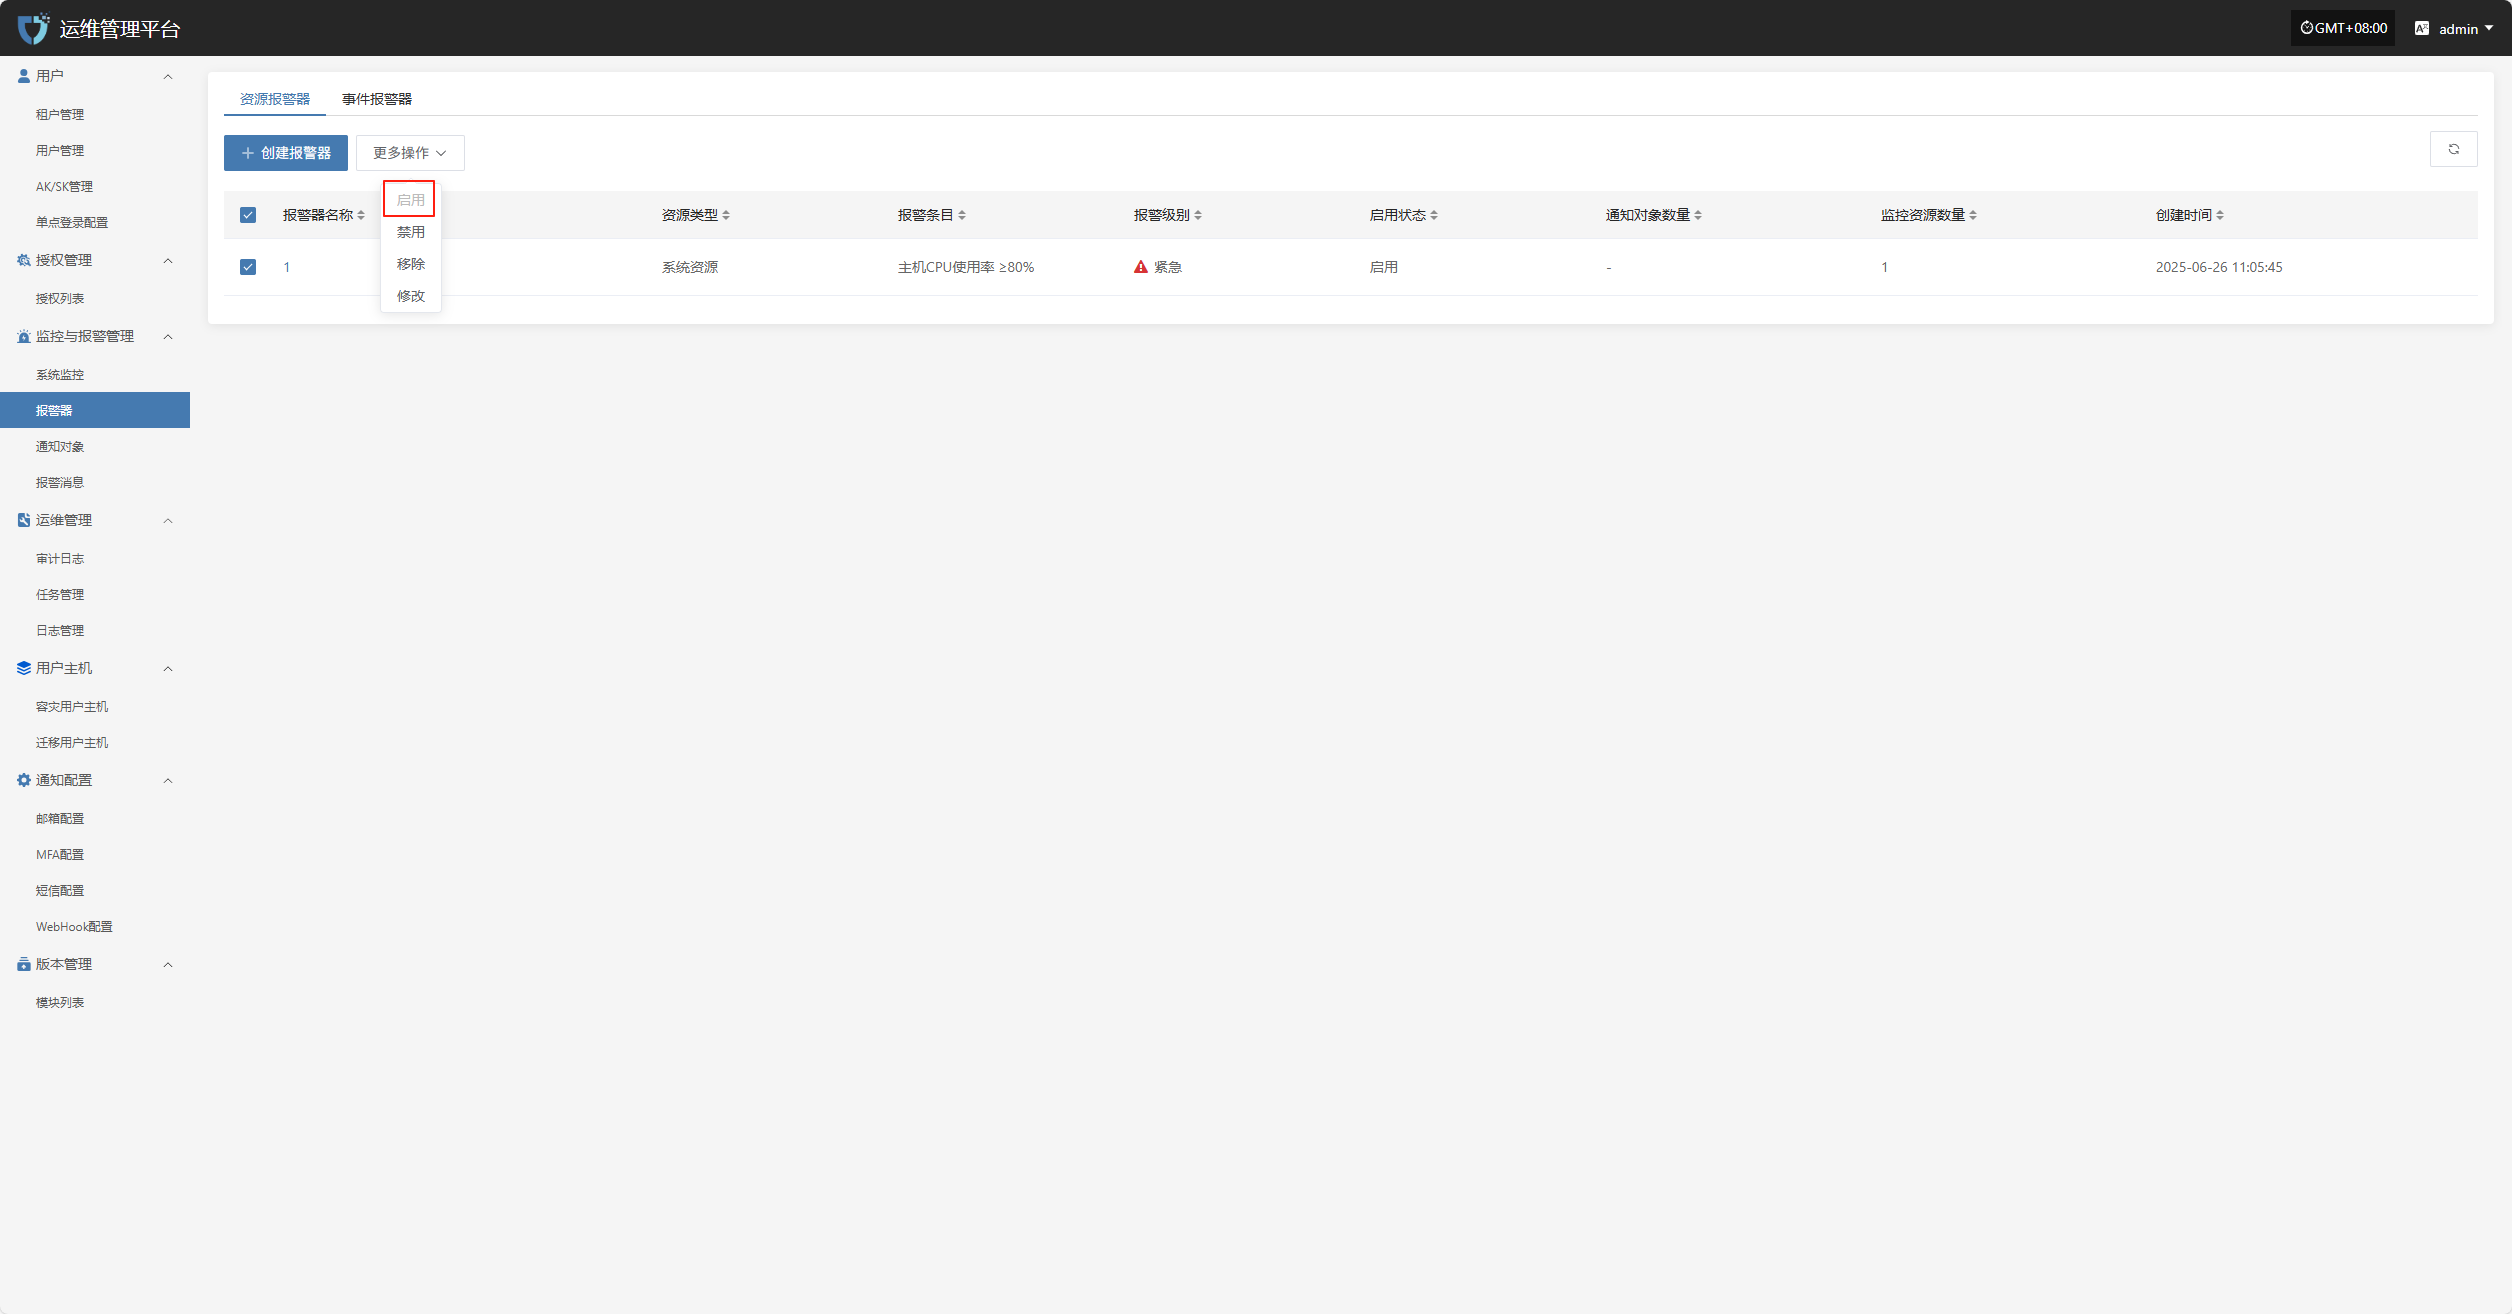 运维管理平台
GMT+08:00
admin
用户
租户管理
用户管理
AK/SK管理
单点登录配置
授权管理
授权列表
监控与报警管理
系统监控
报警器
通知对象
报警消息
运维管理
审计日志
任务管理
日志管理
用户主机
容灾用户主机
迁移用户主机
通知配置
邮箱配置
MFA配置
短信配置
WebHook配置
版本管理
模块列表
资源报警器 事件报警器
创建报警器 更多操作
启用
禁用
移除
修改
报警器名称 资源类型 报警条目 报警级别 启用状态 通知对象数量 监控资源数量 创建时间
1 系统资源 主机CPU使用率 ≥80% 紧急 启用 - 1 2025-06-26 11:05:45